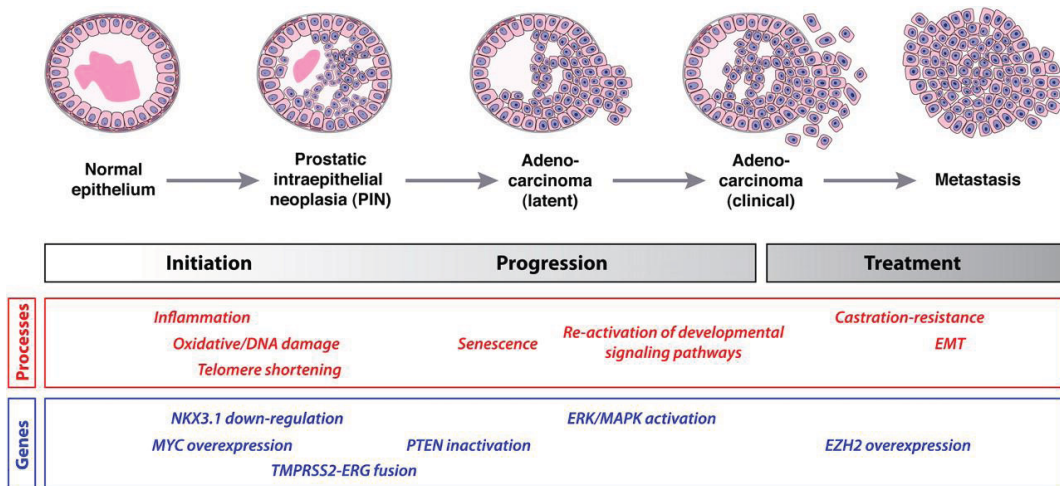 Normal
epithelium
Prostatic
intraepithelial
neoplasia (PIN)
Adeno-
carcinoma
(latent)
Adeno-
carcinoma
(clinical)
Metastasis
Initiation
Progression
Treatment
Processes
Inflammation
Oxidative/DNA damage
Telomere shortening
Senescence
Re-activation of developmental
signaling pathways
Castration-resistance
EMT
Genes
NKX3.1 down-regulation
MYC overexpression
TMPRSS2-ERG fusion
PTEN inactivation
ERK/MAPK activation
EZH2 overexpression